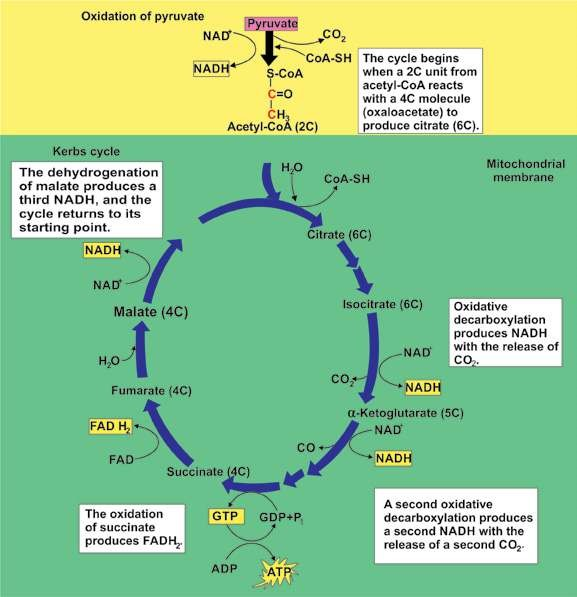 Oxidation of pyruvate
Pyruvate
NAD+
CO2
NADH
CoA-SH
S-CoA
C=O
CH3
Acetyl-CoA (2C)
The cycle begins
when a 2C unit from
acetyl-CoA reacts
with a 4C molecule
(oxaloacetate) to
produce citrate (6C).
Kerbs cycle
Mitochondrial
membrane
The dehydrogenation
of malate produces a
third NADH, and the
cycle returns to its
starting point.
H2O
CoA-SH
Citrate (6C)
NADH
NAD+
Isocitrate (6C)
Malate (4C)
Oxidative
decarboxylation
produces NADH
with the release of
CO2.
NAD+
CO2
NADH
H2O
Fumarate (4C)
α-Ketoglutarate (5C)
FAD H2
NAD+
CO
NADH
FAD
Succinate (4C)
The oxidation
of succinate
produces FADH2.
GTP
GDP+Pi
A second oxidative
decarboxylation produces
a second NADH with the
release of a second CO2.
ADP
ATP